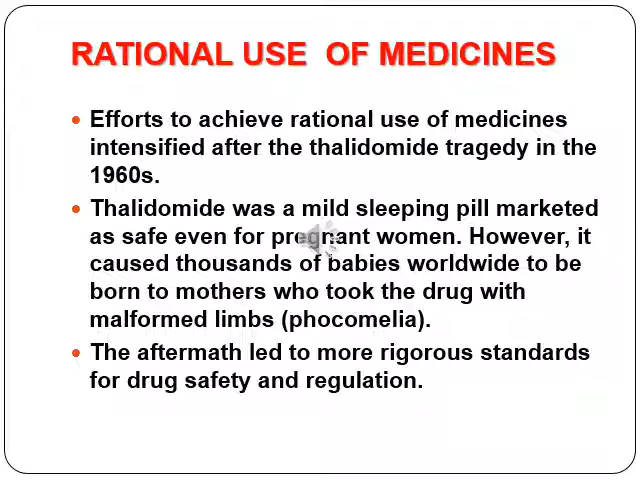 RATIONAL USE OF MEDICINES
• Efforts to achieve rational use of medicines
intensified after the thalidomide tragedy in the
1960s.
• Thalidomide was a mild sleeping pill marketed
as safe even for pregnant women. However, it
caused thousands of babies worldwide to be
born to mothers who took the drug with
malformed limbs (phocomelia).
• The aftermath led to more rigorous standards
for drug safety and regulation.